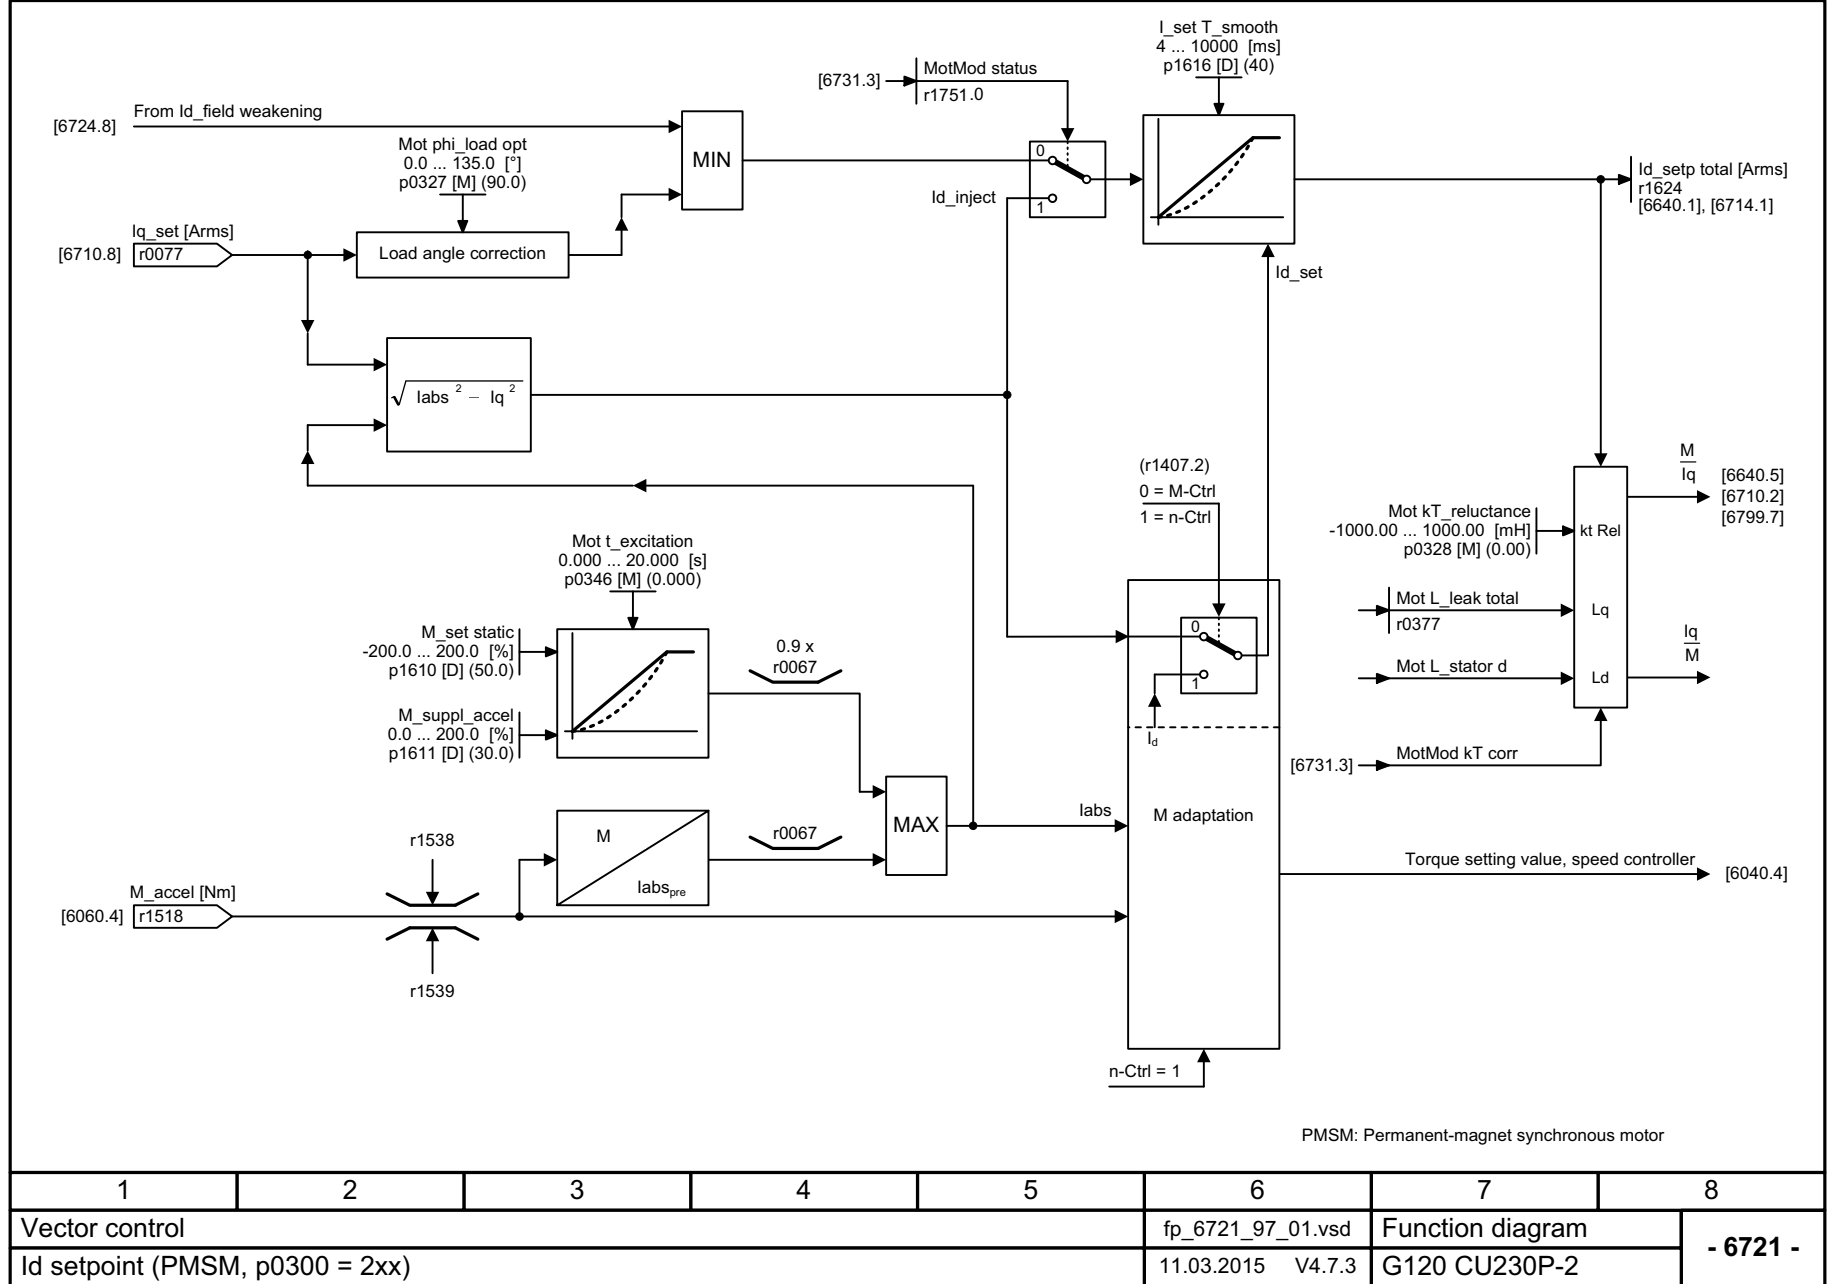 I_set T_smooth
4 ... 10000 [ms]
p1616 [D] (40)
[6731.3]
MotMod status
r1751.0
[6724.8]
From Id_field weakening
Mot phi_load opt
0.0 ... 135.0 [°]
p0327 [M] (90.0)
MIN
0
Id_inject
1
Id_setp total [Arms]
r1624
[6640.1], [6714.1]
Iq_set [Arms]
[6710.8]
r0077
Load angle correction
Id_set
√ Iabs ² – Iq ²
(r1407.2)
0 = M-Ctrl
1 = n-Ctrl
M
Iq
[6640.5]
[6710.2]
[6799.7]
Mot kT_reluctance
-1000.00 ... 1000.00 [mH]
p0328 [M] (0.00)
kt Rel
Mot t_excitation
0.000 ... 20.000 [s]
p0346 [M] (0.000)
Mot L_leak total
r0377
Lq
M_set static
-200.0 ... 200.0 [%]
p1610 [D] (50.0)
0.9 x
r0067
0
1
Iq
M
Mot L_stator d
Ld
M_suppl_accel
0.0 ... 200.0 [%]
p1611 [D] (30.0)
Id
[6731.3]
MotMod kT corr
MAX
Iabs
M adaptation
r1538
M
Iabspre
r0067
Torque setting value, speed controller
[6040.4]
M_accel [Nm]
[6060.4]
r1518
r1539
n-Ctrl = 1
PMSM: Permanent-magnet synchronous motor
1 2 3 4 5 6 7 8
Vector control
fp_6721_97_01.vsd
Function diagram
- 6721 -
Id setpoint (PMSM, p0300 = 2xx)
11.03.2015 V4.7.3
G120 CU230P-2